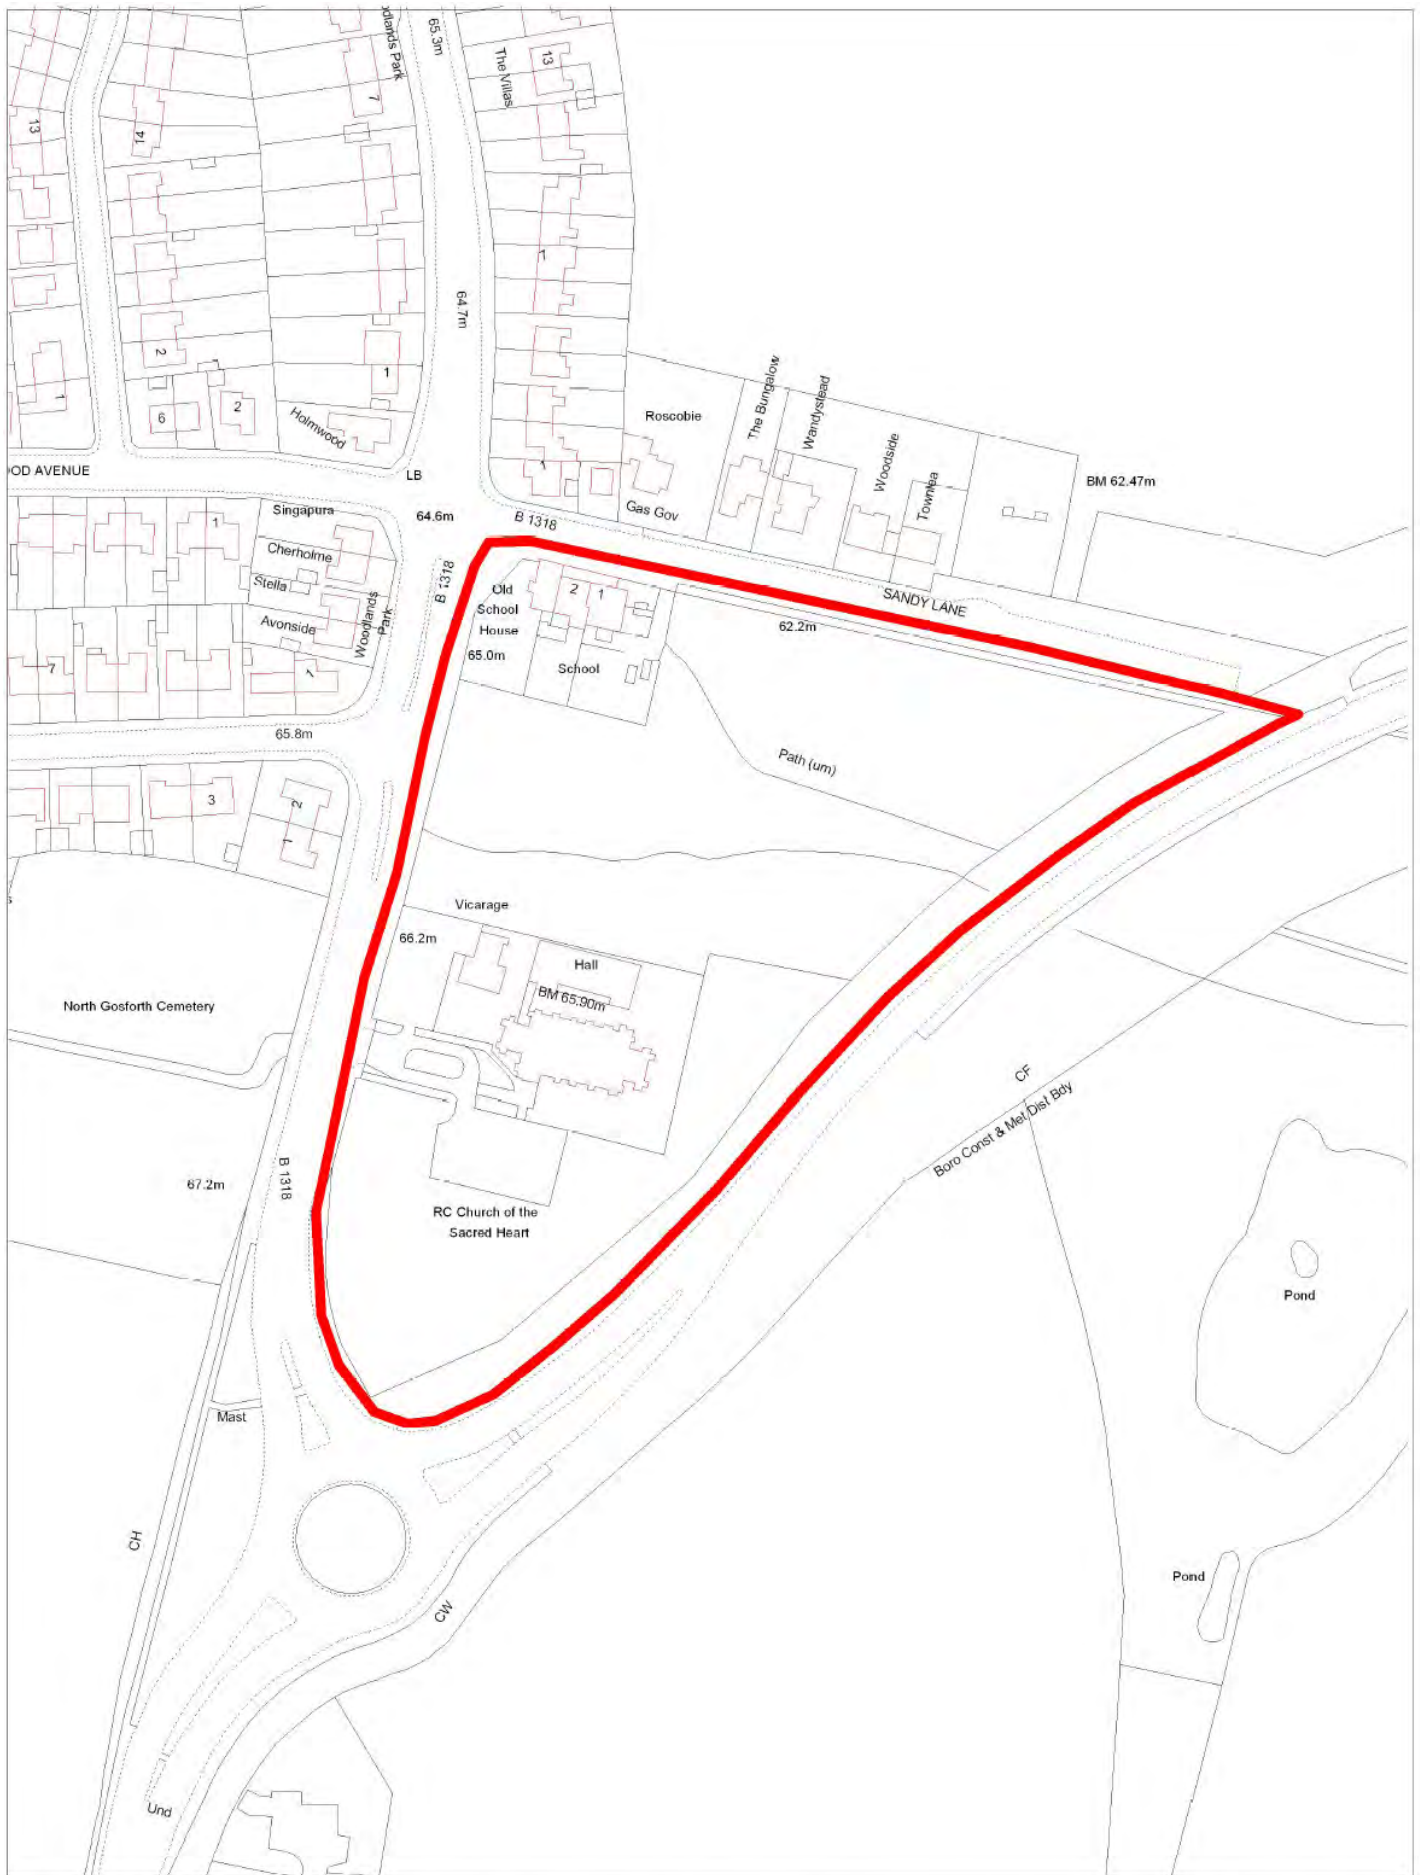 odlands Park
65.3m
The Villas
13
7
13
14
1
64.7m
2
1
1
6
2
Holmwood
1
Roscobie
The Bungalow
Wandystead
Woodside
Townlea
BM 62.47m
OOD AVENUE
LB
Gas Gov
Singapura
1
64.6m
B 1318
Cherholme
Stella
Avonside
Woodlands
Park
B 1318
Old
School
House
2
1
65.0m
School
SANDY LANE
62.2m
7
1
65.8m
Path (um)
3
2
1
Vicarage
66.2m
Hall
BM 65.90m
North Gosforth Cemetery
CF
Boro Const & Met Dist Bdy
67.2m
B 1318
RC Church of the
Sacred Heart
Pond
Mast
CH
Pond
CW
Und